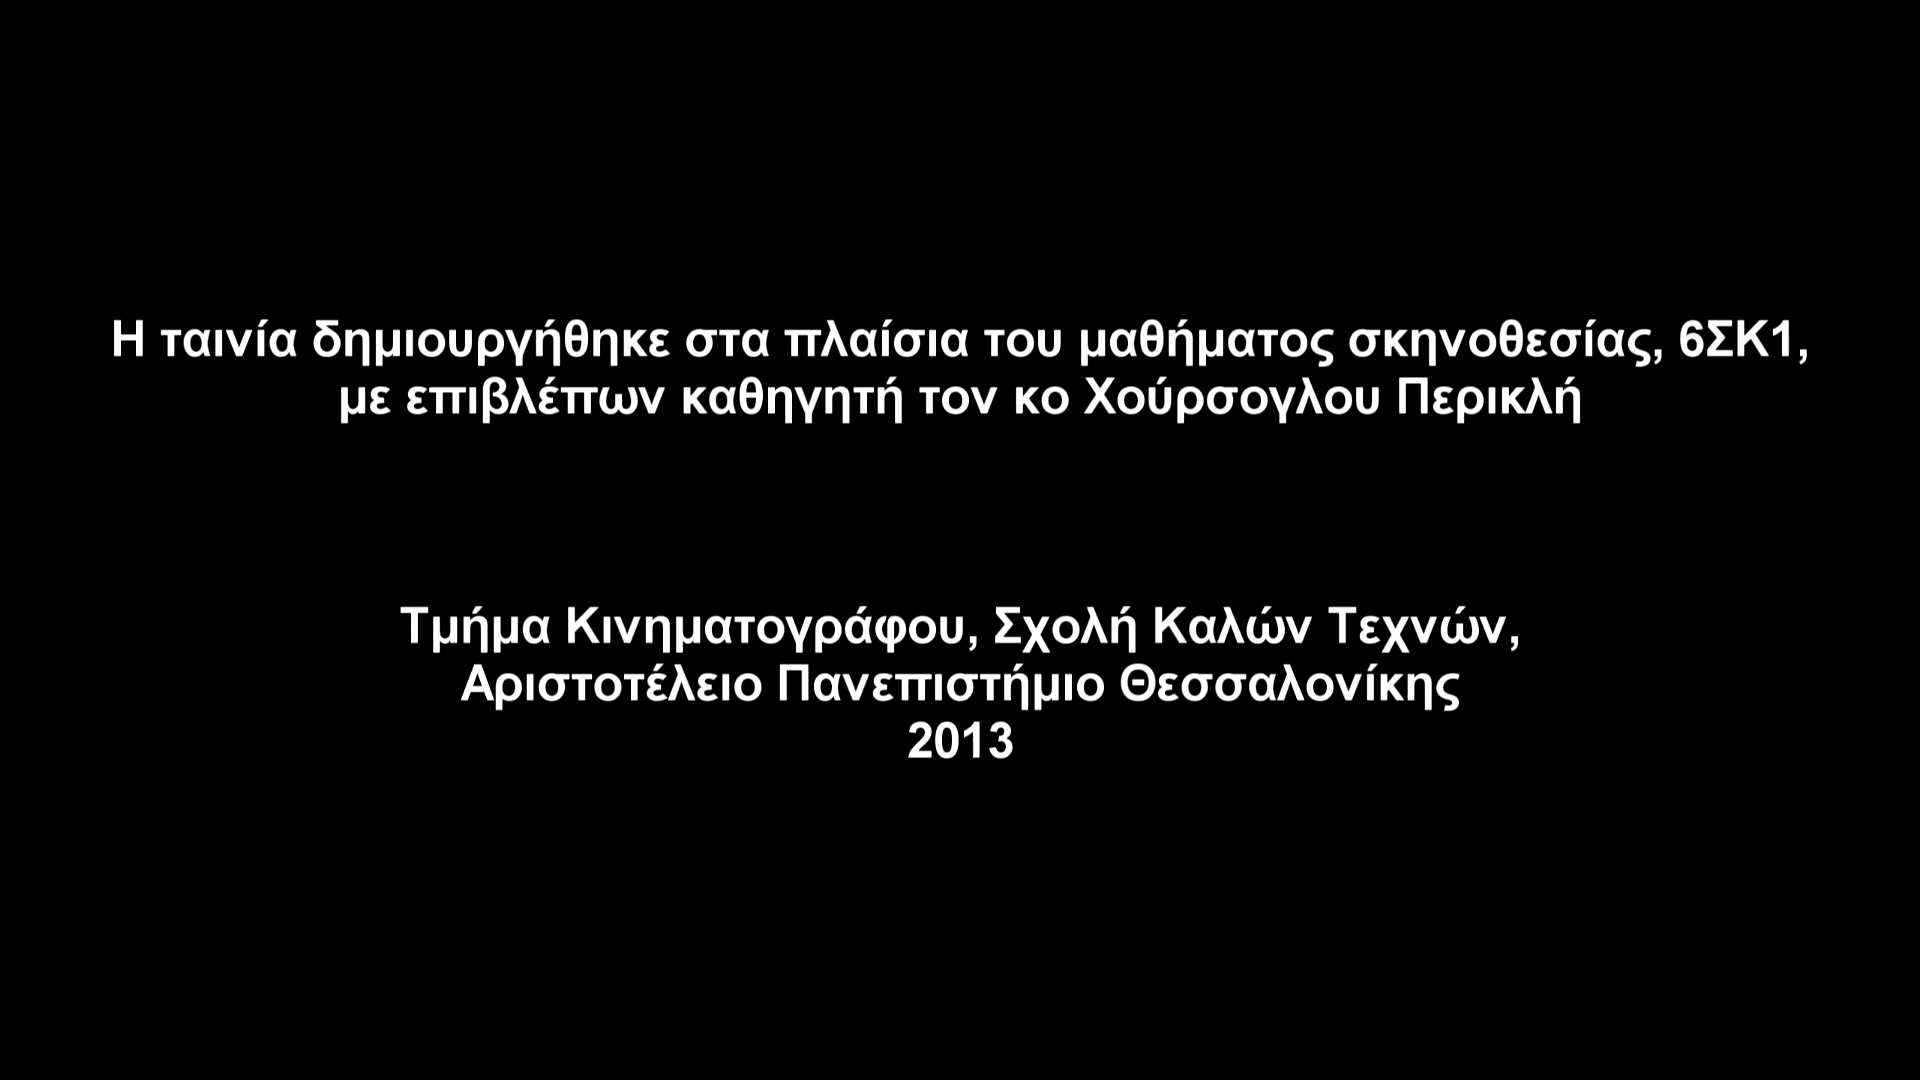 Η ταινία δημιουργήθηκε στα πλαίσια του μαθήματος σκηνοθεσίας, 6ΣΚ1,
με επιβλέπων καθηγητή τον κο Χούρσογλου Περικλή
Τμήμα Κινηματογράφου, Σχολή Καλών Τεχνών,
Αριστοτέλειο Πανεπιστήμιο Θεσσαλονίκης
2013